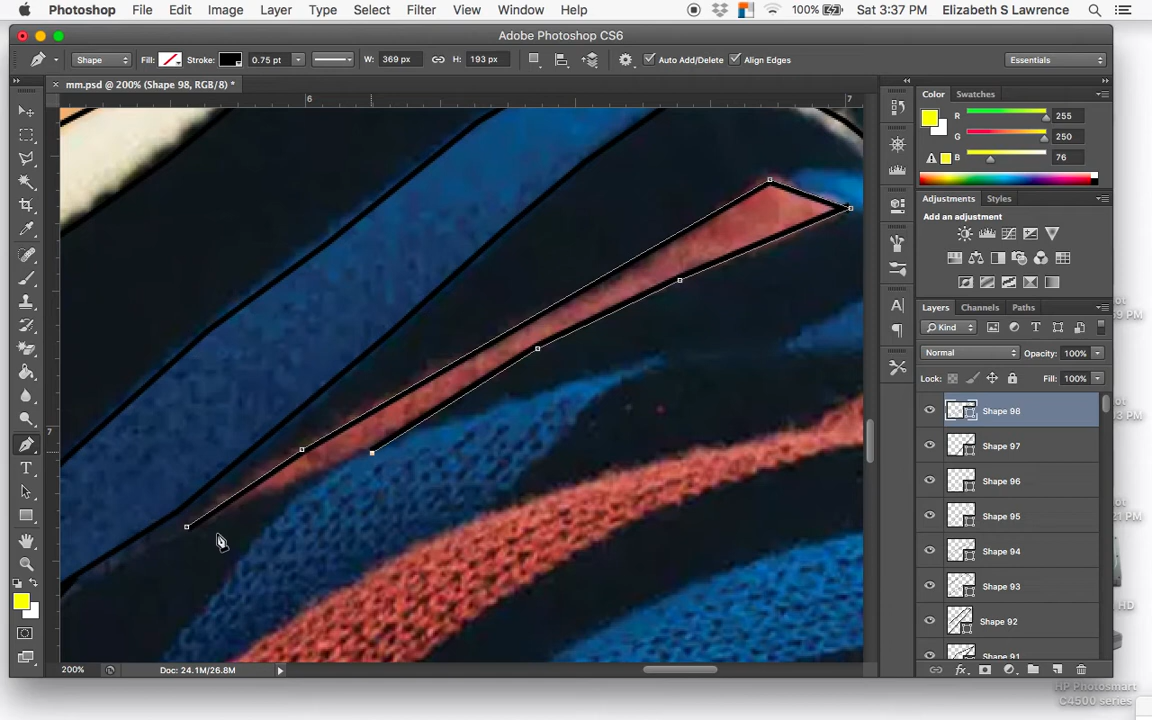 Photoshop File Edit Image Layer Type Select Filter View Window Help 100% Sat 3:37 PM Elizabeth S Lawrence
Adobe Photoshop CS6
Shape Fill: Stroke: 0.75 pt W: 369 px H: 193 px Auto Add/Delete Align Edges Essentials
mm.psd @ 200% (Shape 98, RGB/8) *
6 7
7
Color Swatches
R 255
G 250
B 76
Adjustments Styles
Add an adjustment
Layers Channels Paths
Kind
Normal Opacity: 100%
Lock: Fill: 100%
Shape 98
Shape 97
Shape 96
Shape 95
Shape 94
Shape 93
Shape 92
Shape 91
200% Doc: 24.1M/26.8M
HP Photosmart
C4500 series